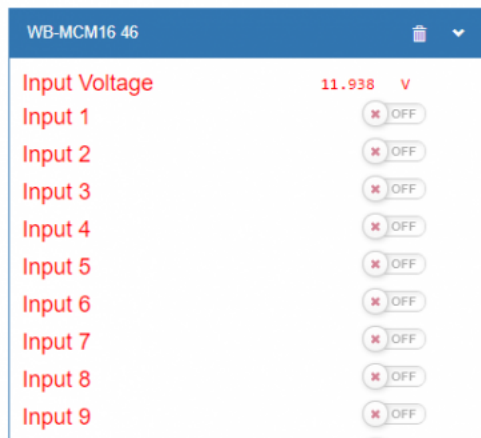 WB-MCM16 46
Input Voltage 11.938 V
Input 1 OFF
Input 2 OFF
Input 3 OFF
Input 4 OFF
Input 5 OFF
Input 6 OFF
Input 7 OFF
Input 8 OFF
Input 9 OFF